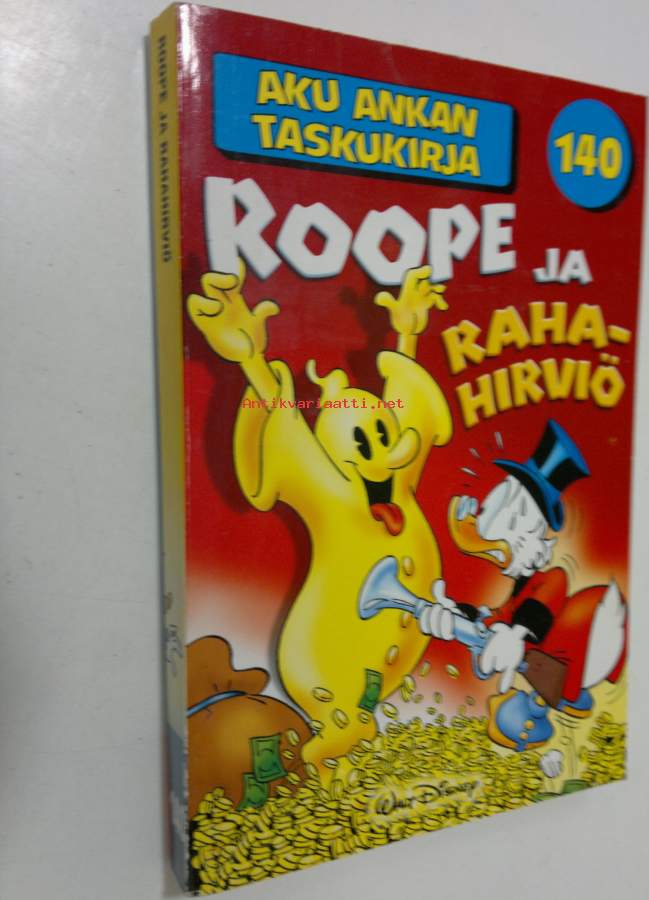 ROOPE JA RAHAHIRVIÖ
AKU ANKAN
TASKUKIRJA
140
ROOPE
JA
RAHA-
HIRVIÖ
Antikvariaatti.net
Walt Disney